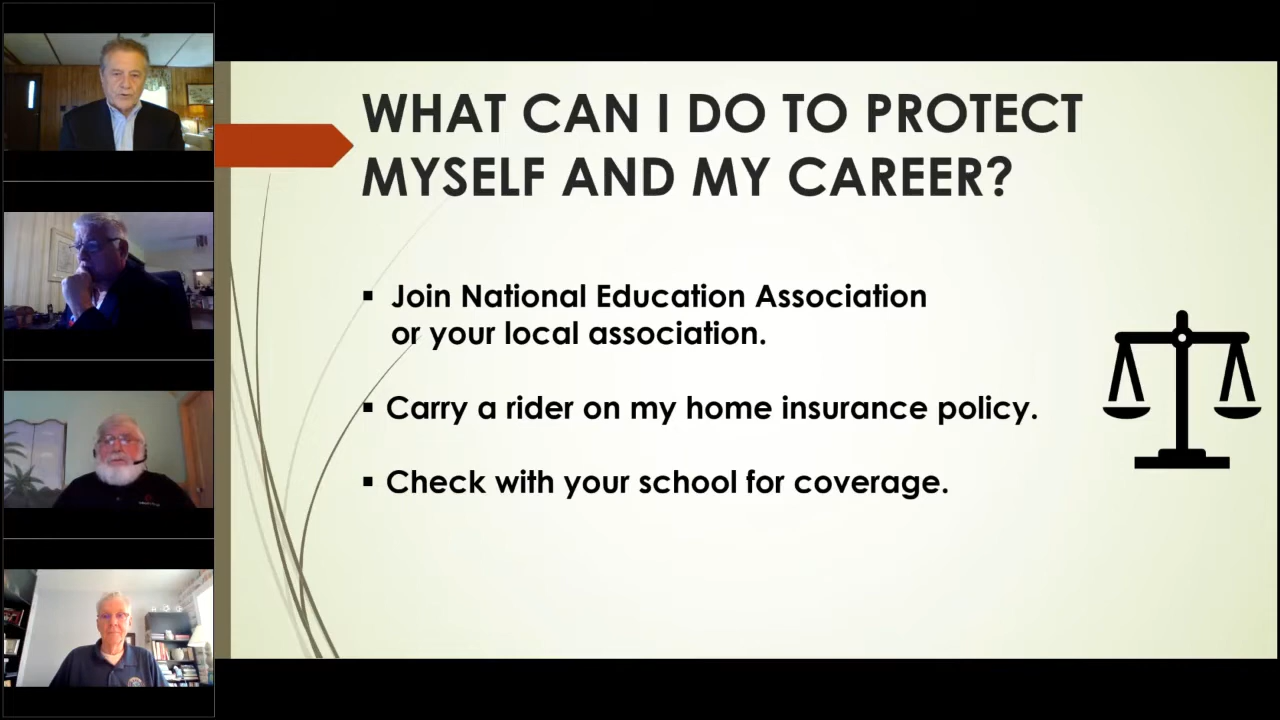 WHAT CAN I DO TO PROTECT
MYSELF AND MY CAREER?
▪ Join National Education Association
or your local association.
▪ Carry a rider on my home insurance policy.
▪ Check with your school for coverage.